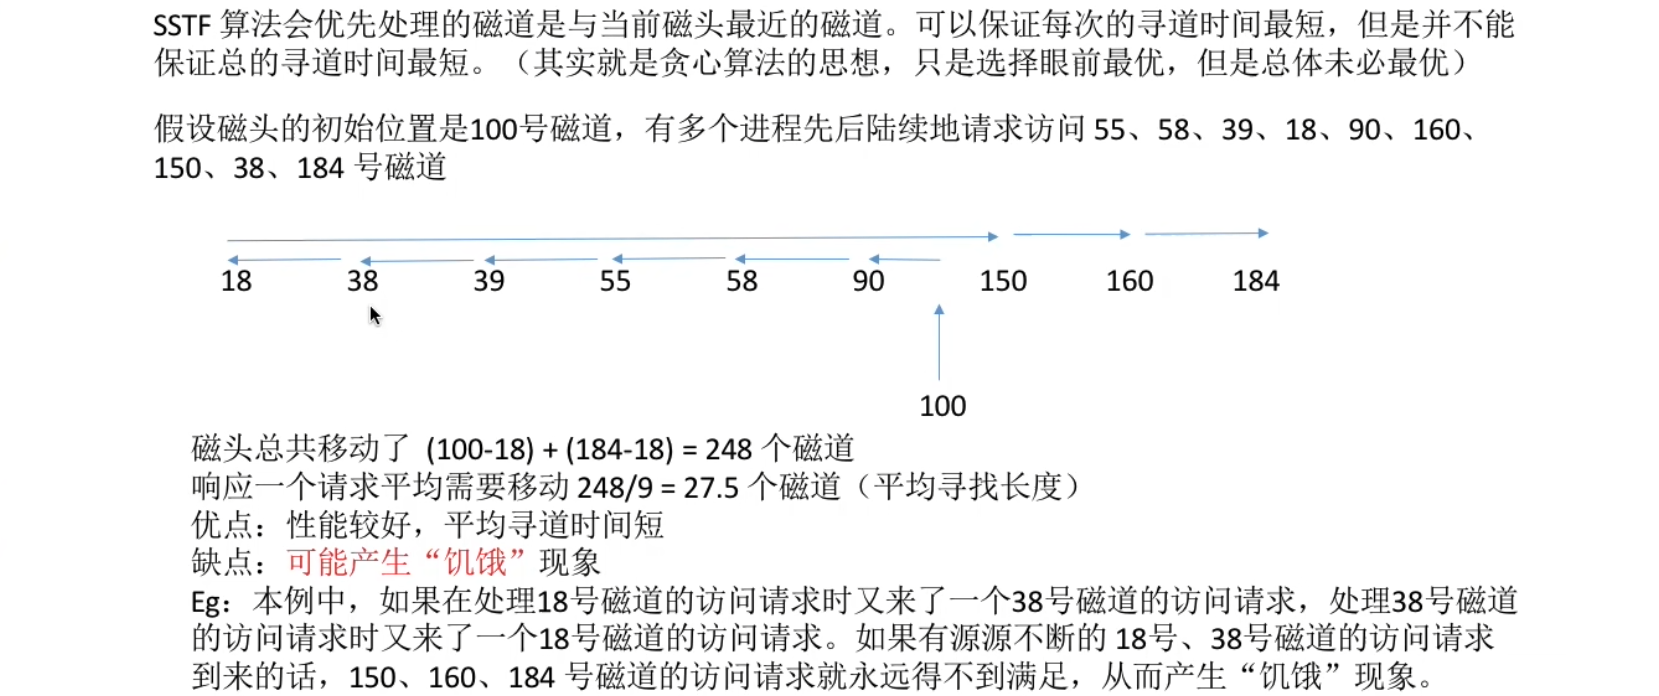 SSTF 算法会优先处理的磁道是与当前磁头最近的磁道。可以保证每次的寻道时间最短，但是并不能
保证总的寻道时间最短。（其实就是贪心算法的思想，只是选择眼前最优，但是总体未必最优）
假设磁头的初始位置是100号磁道，有多个进程先后陆续地请求访问 55、58、39、18、90、160、
150、38、184 号磁道
18 38 39 55 58 90 150 160 184
100
磁头总共移动了 (100-18) + (184-18) = 248 个磁道
响应一个请求平均需要移动 248/9 = 27.5 个磁道（平均寻找长度）
优点：性能较好，平均寻道时间短
缺点：可能产生“饥饿”现象
Eg：本例中，如果在处理18号磁道的访问请求时又来了一个38号磁道的访问请求，处理38号磁道
的访问请求时又来了一个18号磁道的访问请求。如果有源源不断的 18号、38号磁道的访问请求
到来的话，150、160、184 号磁道的访问请求就永远得不到满足，从而产生“饥饿”现象。